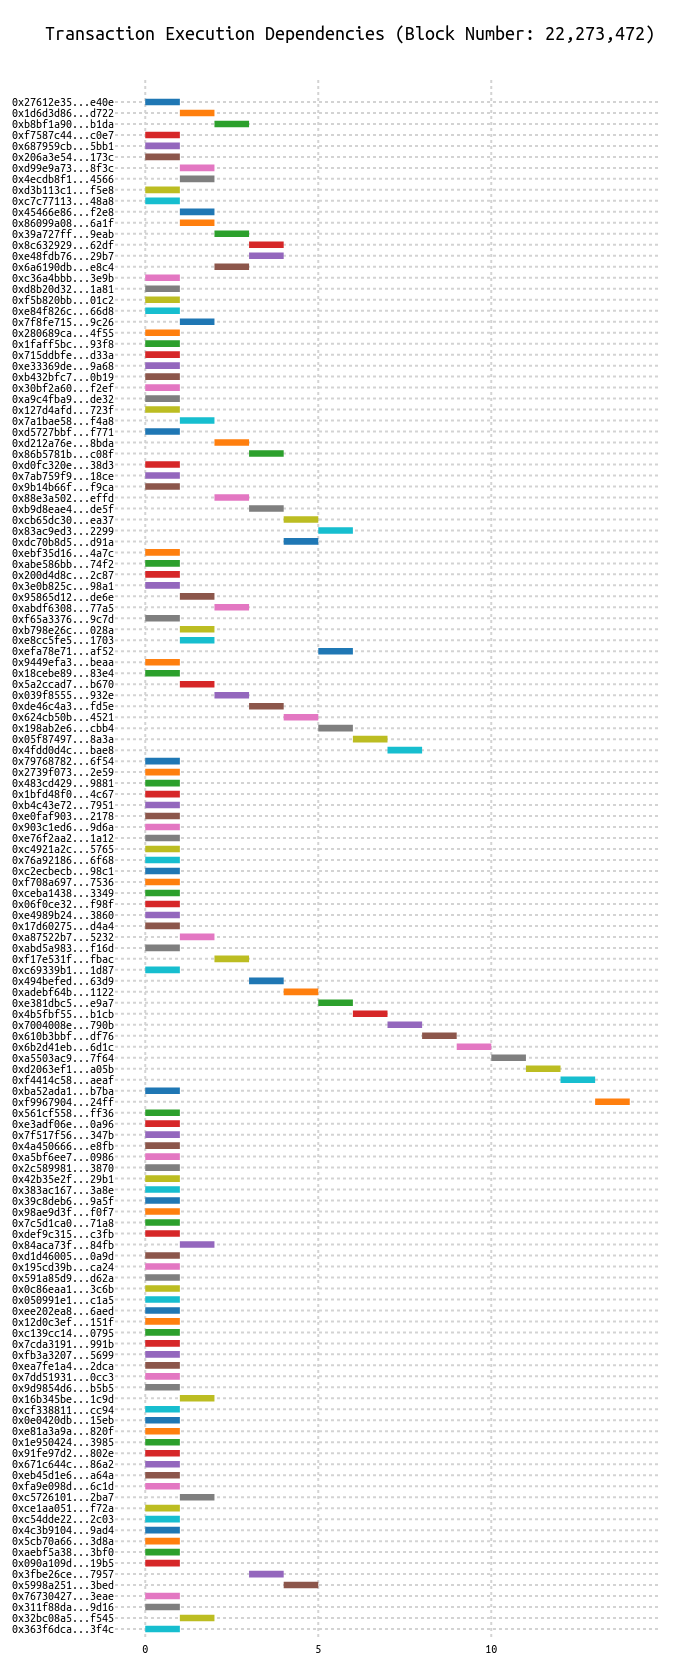 Transaction Execution Dependencies (Block Number: 22,273,472)
0x27612e35...e40e
0x1d6d3d86...d722
0xb8bf1a90...b1da
0xf7587c44...c0e7
0x687959cb...5bb1
0x206a3e54...173c
0xd99e9a73...8f3c
0x4ecdb8f1...4566
0xd3b113c1...f5e8
0xc7c77113...48a8
0x45466e86...f2e8
0x86099a08...6a1f
0x39a727ff...9eab
0x8c632929...62df
0xe48fdb76...29b7
0x6a6190db...e8c4
0xc36a4bbb...3e9b
0xd8b20d32...1a81
0xf5b820bb...01c2
0xe84f826c...66d8
0x7f8fe715...9c26
0x280689ca...4f55
0x1faff5bc...93f8
0x715ddbfe...d33a
0xe33369de...9a68
0xb432bfc7...0b19
0x30bf2a60...f2ef
0xa9c4fba9...de32
0x127d4afd...723f
0x7a1bae58...f4a8
0xd5727bbf...f771
0xd212a76e...8bda
0x86b5781b...c08f
0xd0fc320e...38d3
0x7ab759f9...18ce
0x9b14b66f...f9ca
0x88e3a502...effd
0xb9d8eae4...de5f
0xcb65dc30...ea37
0x83ac9ed3...2299
0xdc70b8d5...d91a
0xebf35d16...4a7c
0xabe586bb...74f2
0x200d4d8c...2c87
0x3e0b825c...98a1
0x95865d12...de6e
0xabdf6308...77a5
0xf65a3376...9c7d
0xb798e26c...028a
0xe8cc5fe5...1703
0xefa78e71...af52
0x9449efa3...beaa
0x18cebe89...83e4
0x5a2ccad7...b670
0x039f8555...932e
0xde46c4a3...fd5e
0x624cb50b...4521
0x198ab2e6...cbb4
0x05f87497...8a3a
0x4fdd0d4c...bae8
0x79768782...6f54
0x2739f073...2e59
0x483cd429...9881
0x1bfd48f0...4c67
0xb4c43e72...7951
0xe0faf903...2178
0x903c1ed6...9d6a
0xe76f2aa2...1a12
0xc4921a2c...5765
0x76a92186...6f68
0xc2ecbecb...98c1
0xf708a697...7536
0xceba1438...3349
0x06f0ce32...f98f
0xe4989b24...3860
0x17d60275...d4a4
0xa87522b7...5232
0xabd5a983...f16d
0xf17e531f...fbac
0xc69339b1...1d87
0x494befed...63d9
0xadebf64b...1122
0xe381dbc5...e9a7
0x4b5fbf55...b1cb
0x7004008e...790b
0x610b3bbf...df76
0x6b2d41eb...6d1c
0xa5503ac9...7f64
0xd2063ef1...a05b
0xf4414c58...aeaf
0xba52ada1...b7ba
0xf9967904...24ff
0x561cf558...ff36
0xe3adf06e...0a96
0x7f517f56...347b
0x4a450666...e8fb
0xa5bf6ee7...0986
0x2c589981...3870
0x42b35e2f...29b1
0x383ac167...3a8e
0x39c8deb6...9a5f
0x98ae9d3f...f0f7
0x7c5d1ca0...71a8
0xdef9c315...c3fb
0x84aca73f...84fb
0xd1d46005...0a9d
0x195cd39b...ca24
0x591a85d9...d62a
0x0c86eaa1...3c6b
0x050991e1...c1a5
0xee202ea8...6aed
0x12d0c3ef...151f
0xc139cc14...0795
0x7cda3191...991b
0xfb3a3207...5699
0xea7fe1a4...2dca
0x7dd51931...0cc3
0x9d9854d6...b5b5
0x16b345be...1c9d
0xcf338811...cc94
0x0e0420db...15eb
0xe81a3a9a...820f
0x1e950424...3985
0x91fe97d2...802e
0x671c644c...86a2
0xeb45d1e6...a64a
0xfa9e098d...6c1d
0xc5726101...2ba7
0xce1aa051...f72a
0xc54dde22...2c03
0x4c3b9104...9ad4
0x5cb70a66...3d8a
0xaebf5a38...3bf0
0x090a109d...19b5
0x3fbe26ce...7957
0x5998a251...3bed
0x76730427...3eae
0x311f88da...9d16
0x32bc08a5...f545
0x363f6dca...3f4c
0 5 10